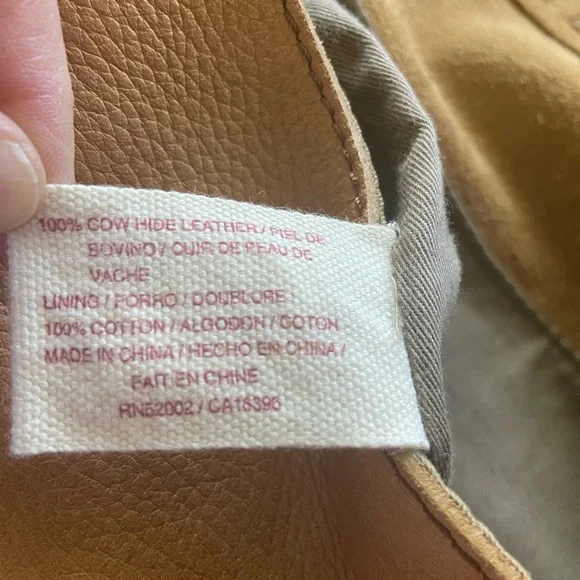 100% COW HIDE LEATHER / PIEL DE
BOVINO / CUIR DE PEAU DE
VACHE
LINING / FORRO / DOUBLURE :
100% COTTON / ALGODON / COTON
MADE IN CHINA / HECHO EN CHINA /
FAIT EN CHINE
RN52002 / CA16396